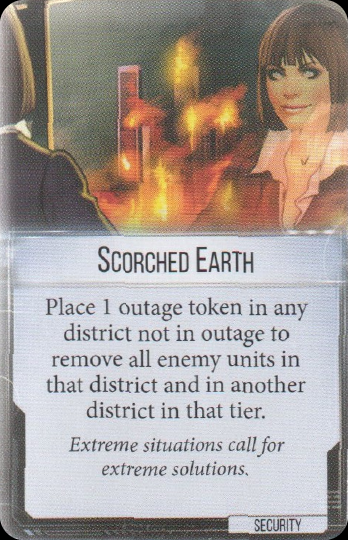 Scorched Earth
Place 1 outage token in any
district not in outage to
remove all enemy units in
that district and in another
district in that tier.
Extreme situations call for
extreme solutions.
SECURITY